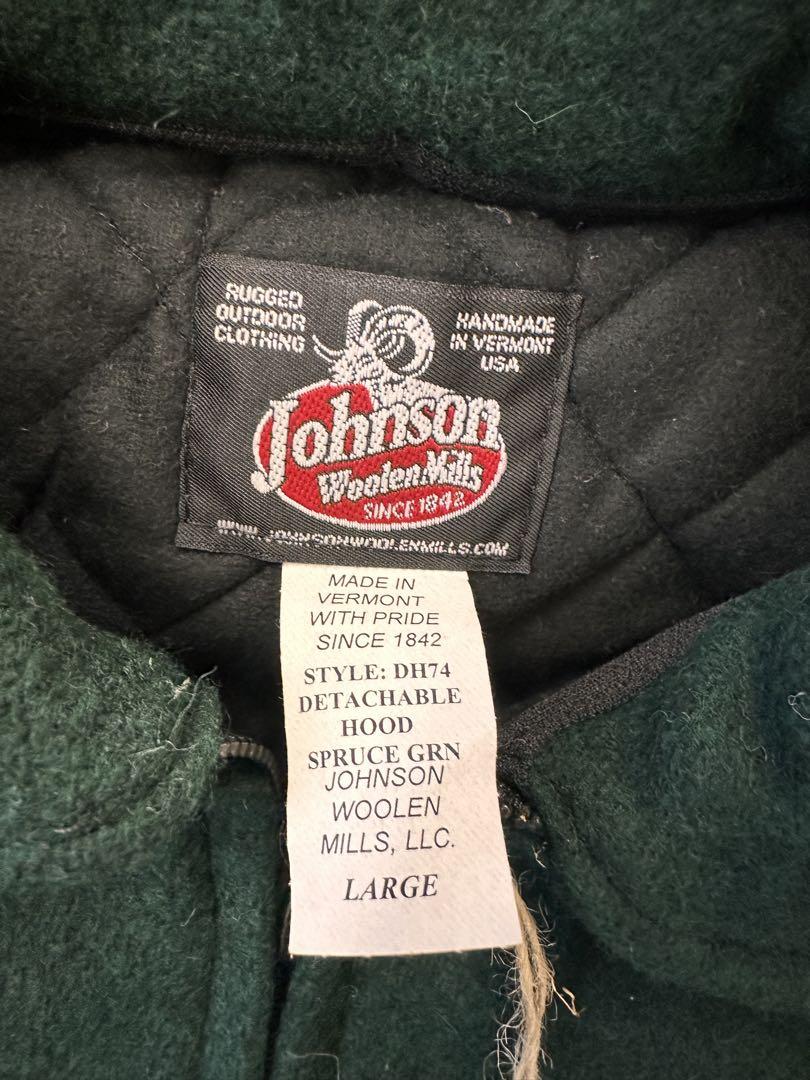 RUGGED
OUTDOOR
CLOTHING
HANDMADE
IN VERMONT
USA
Johnson
Woolen Mills
SINCE 1842
WWW.JOHNSONWOOLENMILLS.COM
MADE IN
VERMONT
WITH PRIDE
SINCE 1842
STYLE: DH74
DETACHABLE
HOOD
SPRUCE GRN
JOHNSON
WOOLEN
MILLS, LLC.
LARGE